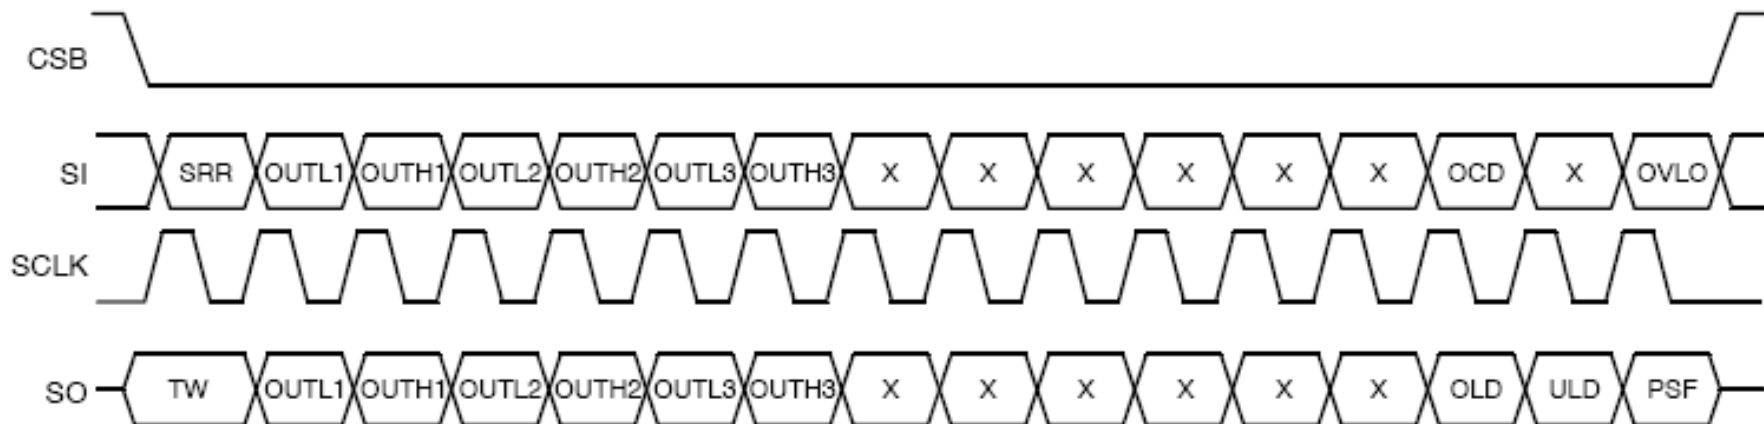 CSB
SI SRR OUTL1 OUTH1 OUTL2 OUTH2 OUTL3 OUTH3 X X X X X X OCD X OVLO
SCLK
SO TW OUTL1 OUTH1 OUTL2 OUTH2 OUTL3 OUTH3 X X X X X X OLD ULD PSF